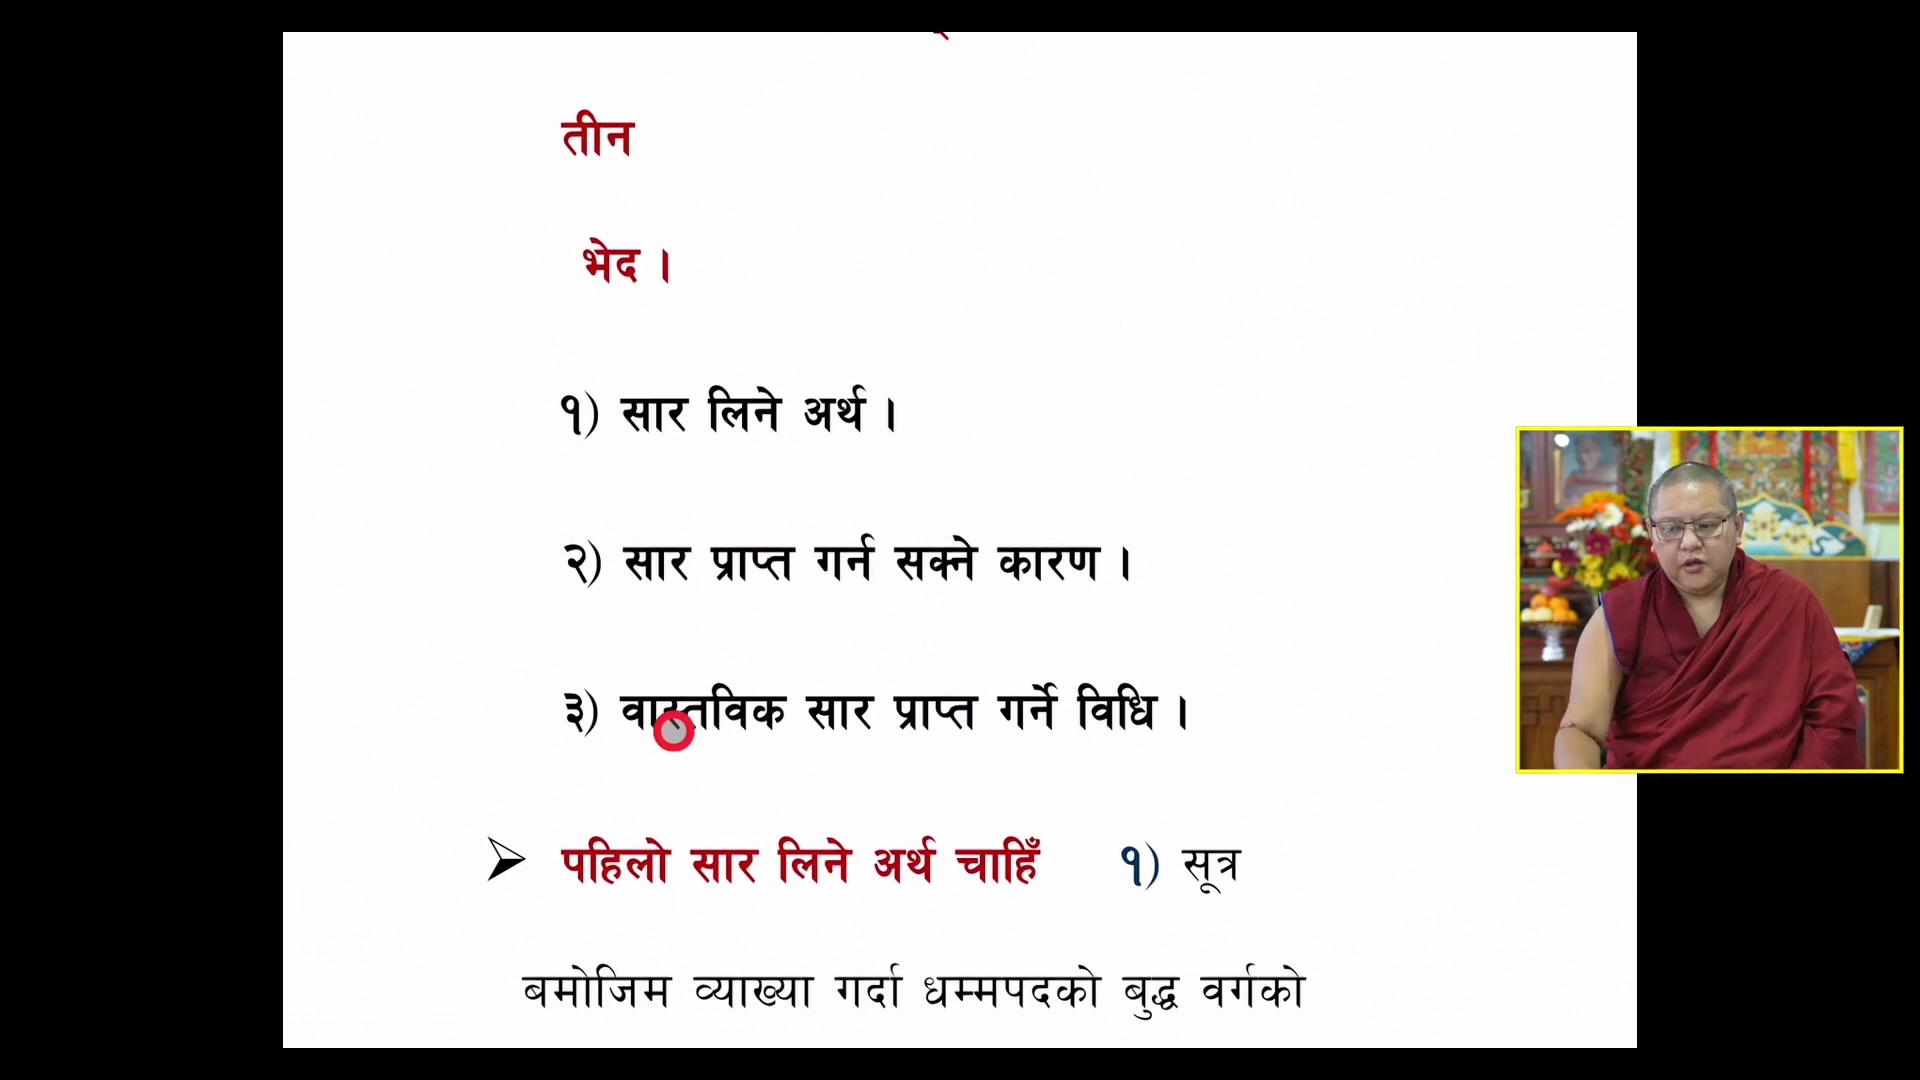 तीन
भेद ।
१) सार लिने अर्थ ।
२) सार प्राप्त गर्न सक्ने कारण ।
३) वास्तविक सार प्राप्त गर्ने विधि ।
➢ पहिलो सार लिने अर्थ चाहिँ १) सूत्र
बमोजिम व्याख्या गर्दा धम्मपदको बुद्ध वर्गको